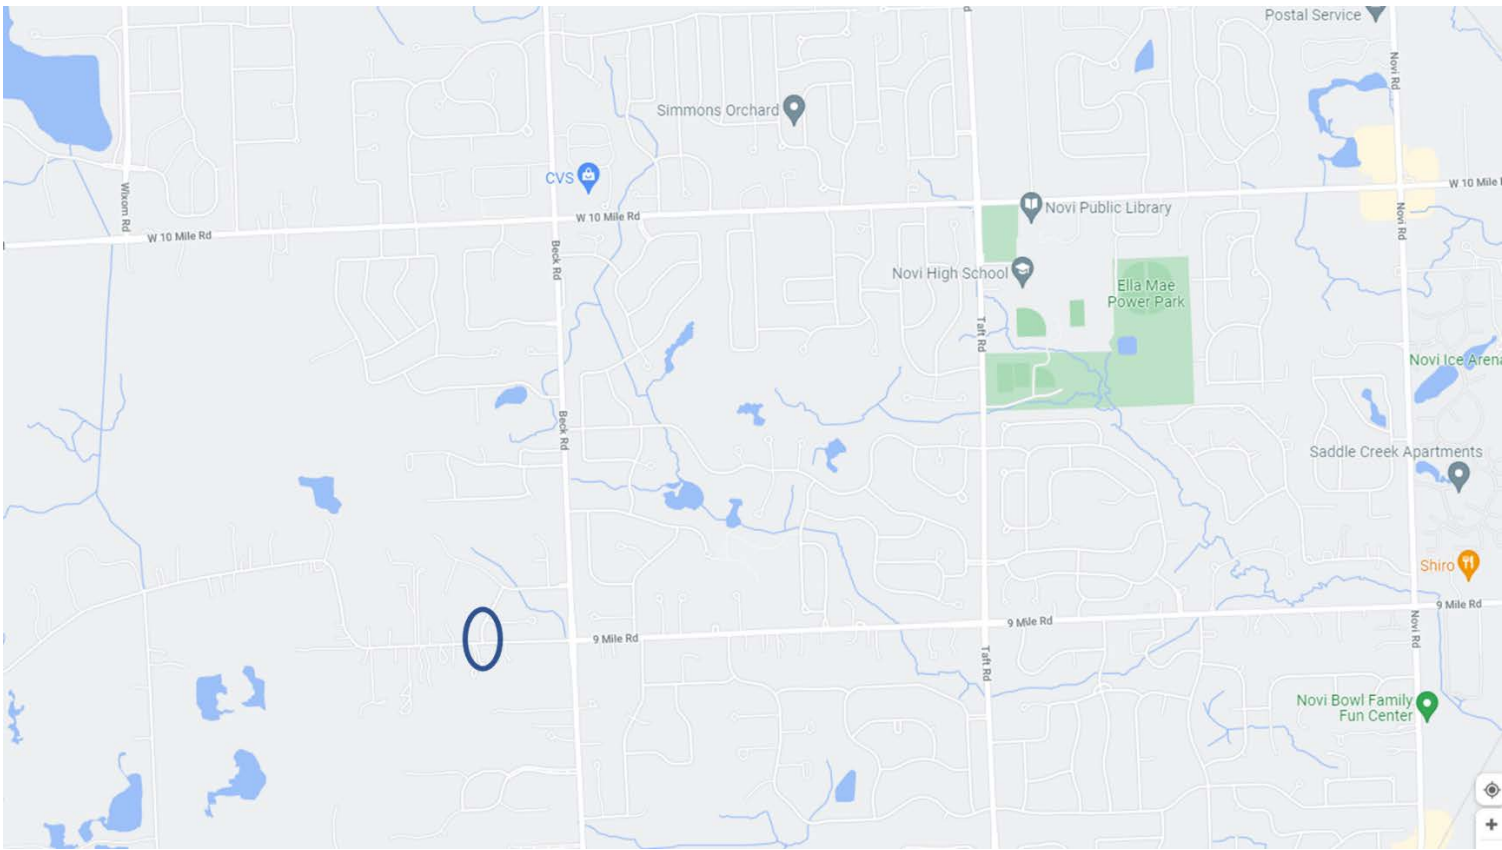 Postal Service
Novi Rd
Simmons Orchard
CVS
Wixom Rd
W 10 Mile Rd
W 10 Mile Rd
W 10 Mile
Novi Rd
Novi Public Library
Beck Rd
Novi High School
Ella Mae
Power Park
Taft Rd
Novi Ice Arena
Beck Rd
Saddle Creek Apartments
Shiro
9 Mile Rd
9 Mile Rd
9 Mile Rd
Novi Rd
Taft Rd
Novi Bowl Family
Fun Center